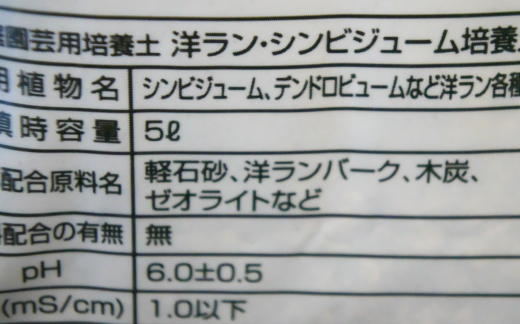 園芸用培養土 洋ラン・シンビジューム培養
植物名 シンビジューム、デンドロビュームなど洋ラン各種
時容量 5ℓ
配合原料名 軽石砂、洋ランバーク、木炭、
ゼオライトなど
配合の有無 無
pH 6.0±0.5
(mS/cm) 1.0以下